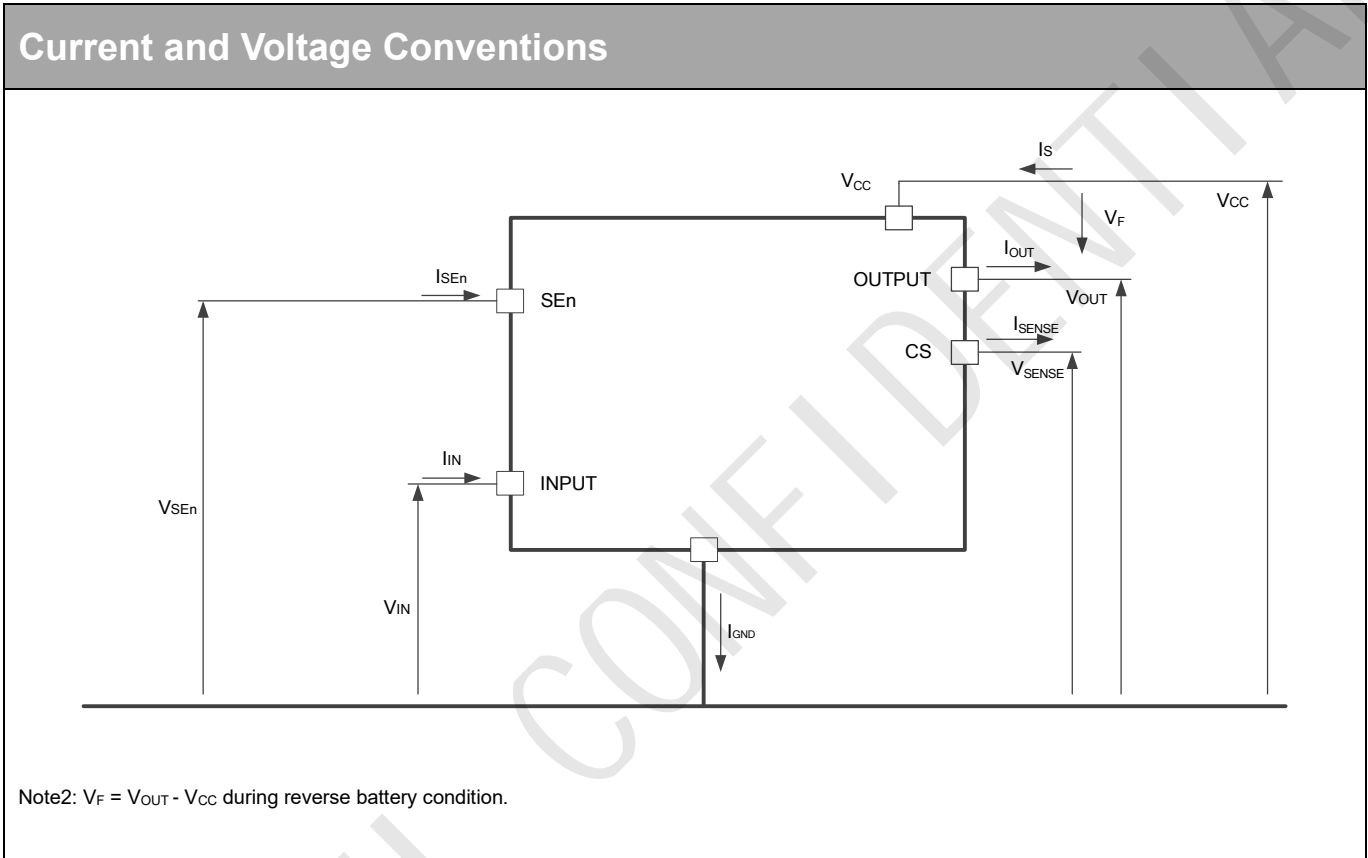 Current and Voltage Conventions
IS
VCC
VCC
VF
IOUT
ISEn
OUTPUT
SEn
VOUT
ISENSE
CS
VSENSE
IIN
INPUT
VSEn
VIN
IGND
Note2: VF = VOUT - VCC during reverse battery condition.
CONFIDENTIA